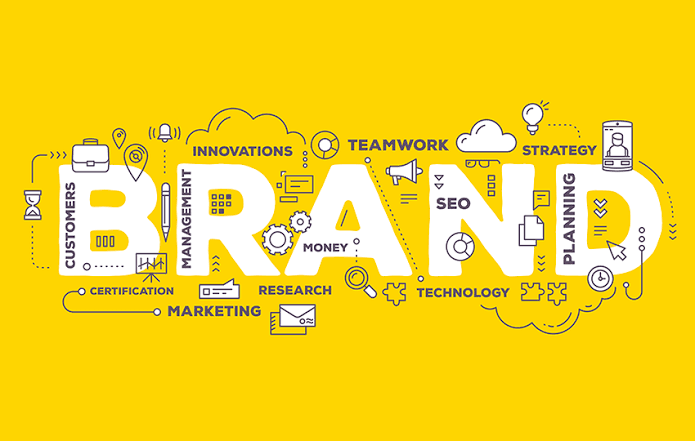 BRAND
INNOVATIONS
TEAMWORK
STRATEGY
CUSTOMERS
MANAGEMENT
SEO
PLANNING
MONEY
CERTIFICATION
RESEARCH
TECHNOLOGY
MARKETING